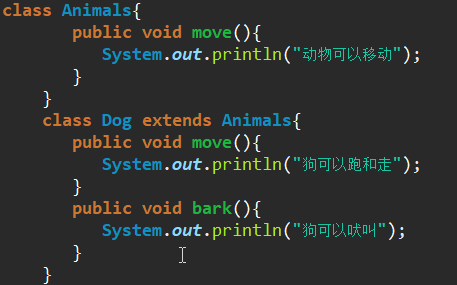 class Animals{
public void move(){
System.out.println("动物可以移动");
}
}
class Dog extends Animals{
public void move(){
System.out.println("狗可以跑和走");
}
public void bark(){
System.out.println("狗可以吠叫");
}
}